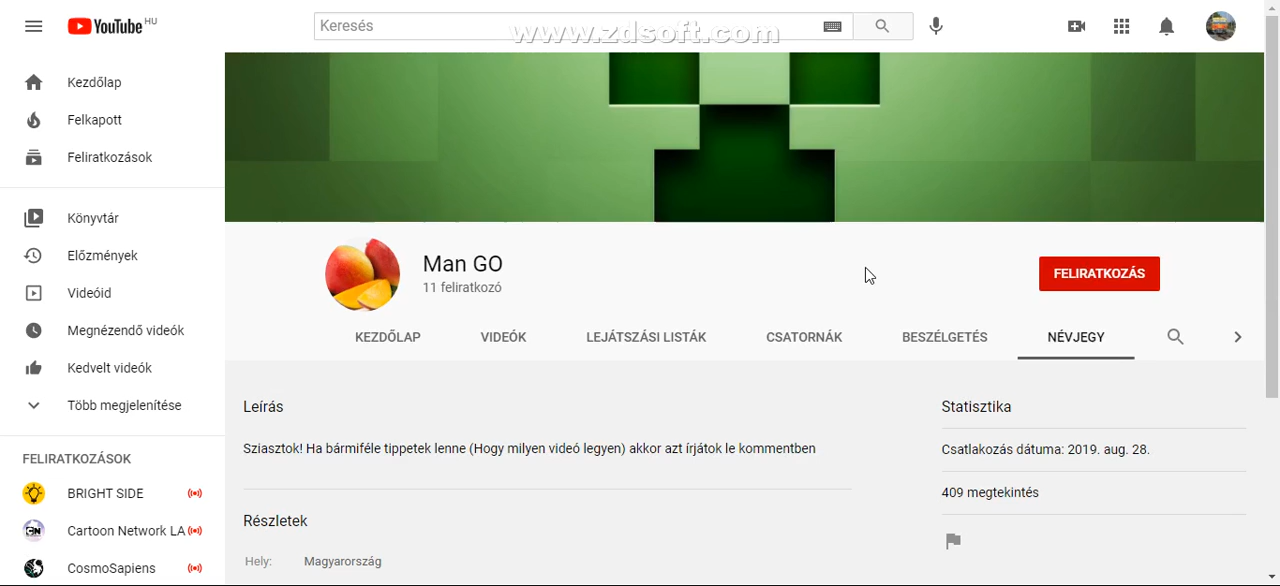 YouTube HU
Keresés
www.zdsoft.com
Kezdőlap
Felkapott
Feliratkozások
Könyvtár
Előzmények
Videóid
Megnézendő videók
Kedvelt videók
Több megjelenítése
FELIRATKOZÁSOK
BRIGHT SIDE
Cartoon Network LA
CosmoSapiens
Man GO
11 feliratkozó
FELIRATKOZÁS
KEZDŐLAP VIDEÓK LEJÁTSZÁSI LISTÁK CSATORNÁK BESZÉLGETÉS NÉVJEGY
Leírás
Sziasztok! Ha bármiféle tippetek lenne (Hogy milyen videó legyen) akkor azt írjátok le kommentben
Részletek
Hely: Magyarország
Statisztika
Csatlakozás dátuma: 2019. aug. 28.
409 megtekintés